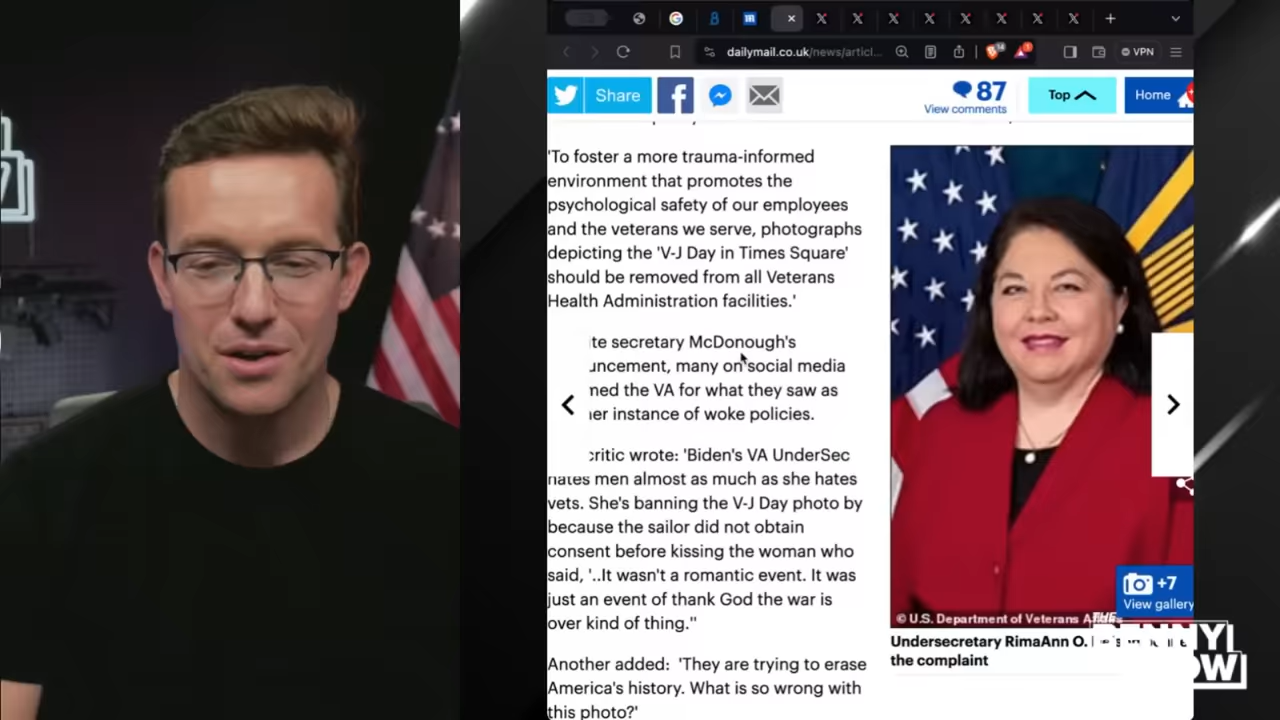 dailymail.co.uk/news/articl...
VPN
Share
87
View comments
Top
Home
'To foster a more trauma-informed
environment that promotes the
psychological safety of our employees
and the veterans we serve, photographs
depicting the 'V-J Day in Times Square'
should be removed from all Veterans
Health Administration facilities.'
secretary McDonough's
many on social media
the VA for what they saw as
instance of woke policies.
wrote: 'Biden's VA UnderSec
hates men almost as much as she hates
vets. She's banning the V-J Day photo by
because the sailor did not obtain
consent before kissing the woman who
said, '..It wasn't a romantic event. It was
just an event of thank God the war is
over kind of thing.''
Another added: 'They are trying to erase
America's history. What is so wrong with
this photo?'
+7
View gallery
© U.S. Department of Veterans
Undersecretary RimaAnn O.
the complaint